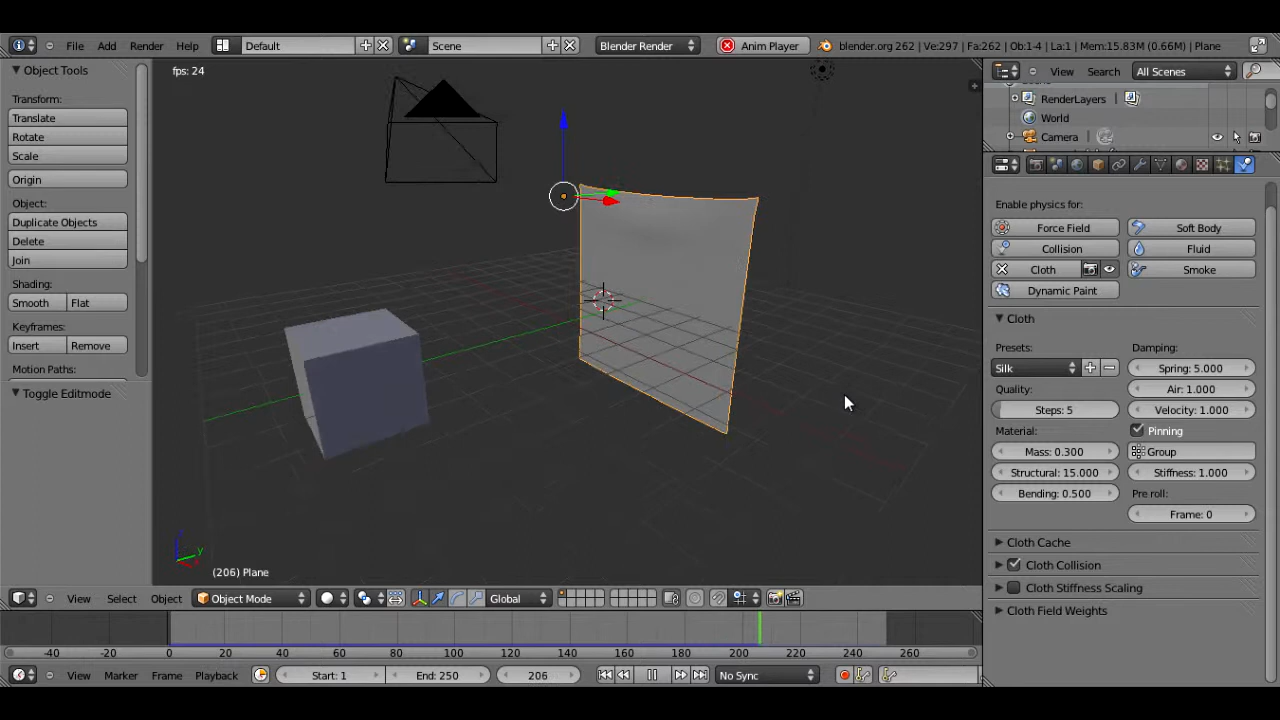 File Add Render Help Default Scene Blender Render Anim Player blender.org 262 | Ve:297 | Fa:262 | Ob:1-4 | La:1 | Mem:15.83M (0.66M) | Plane
fps: 24
Object Tools
Transform:
Translate
Rotate
Scale
Origin
Object:
Duplicate Objects
Delete
Join
Shading:
Smooth Flat
Keyframes:
Insert Remove
Motion Paths:
Toggle Editmode
z
y
x
(206) Plane
View Select Object Object Mode Global
View Search All Scenes
RenderLayers
World
Camera
Enable physics for:
Force Field Soft Body
Collision Fluid
Cloth Smoke
Dynamic Paint
Cloth
Presets: Damping:
Silk Spring: 5.000
Quality: Air: 1.000
Steps: 5 Velocity: 1.000
Material: Pinning
Mass: 0.300 Group
Structural: 15.000 Stiffness: 1.000
Bending: 0.500 Pre roll:
Frame: 0
Cloth Cache
Cloth Collision
Cloth Stiffness Scaling
Cloth Field Weights
-40 -20 0 20 40 60 80 100 120 140 160 180 200 220 240 260
View Marker Frame Playback Start: 1 End: 250 206 No Sync